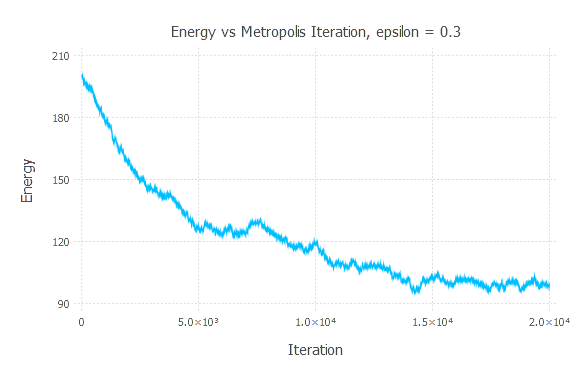 Energy vs Metropolis Iteration, epsilon = 0.3
210
180
150
120
90
Energy
0 5.0×10³ 1.0×10⁴ 1.5×10⁴ 2.0×10⁴
Iteration